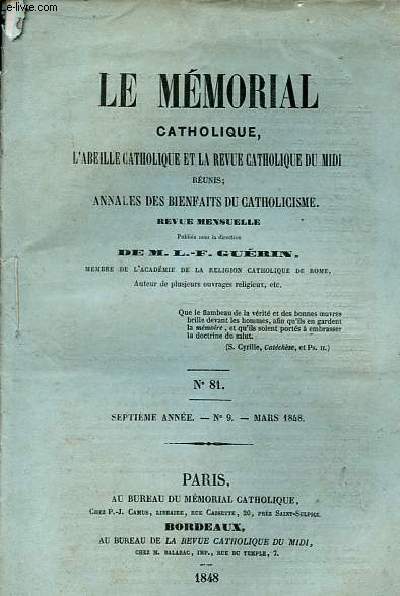 e-livre.com
LE MÉMORIAL
CATHOLIQUE,
L'ABEILLE CATHOLIQUE ET LA REVUE CATHOLIQUE DU MIDI
RÉUNIS;
ANNALES DES BIENFAITS DU CATHOLICISME.
REVUE MENSUELLE
Publiée sous la direction
DE M. L.-F. GUÉRIN,
MEMBRE DE L'ACADÉMIE DE LA RELIGION CATHOLIQUE DE ROME,
Auteur de plusieurs ouvrages religieux, etc.
Que le flambeau de la vérité et des bonnes œuvres
brille devant les hommes, afin qu'ils en gardent
la mémoire, et qu'ils soient portés à embrasser
la doctrine de salut.
(S. Cyrille, Catéchèse, et Ps. II.)
N° 81.
SEPTIÈME ANNÉE. — N° 9. — MARS 1848.
PARIS,
AU BUREAU DU MÉMORIAL CATHOLIQUE,
CHEZ P.-J. CAMUS, LIBRAIRE, RUE CASSETTE, 20, PRÈS SAINT-SULPICE
BORDEAUX,
AU BUREAU DE LA REVUE CATHOLIQUE DU MIDI,
CHEZ M. BALARAC, IMP., RUE DU TEMPLE, 7.
1848